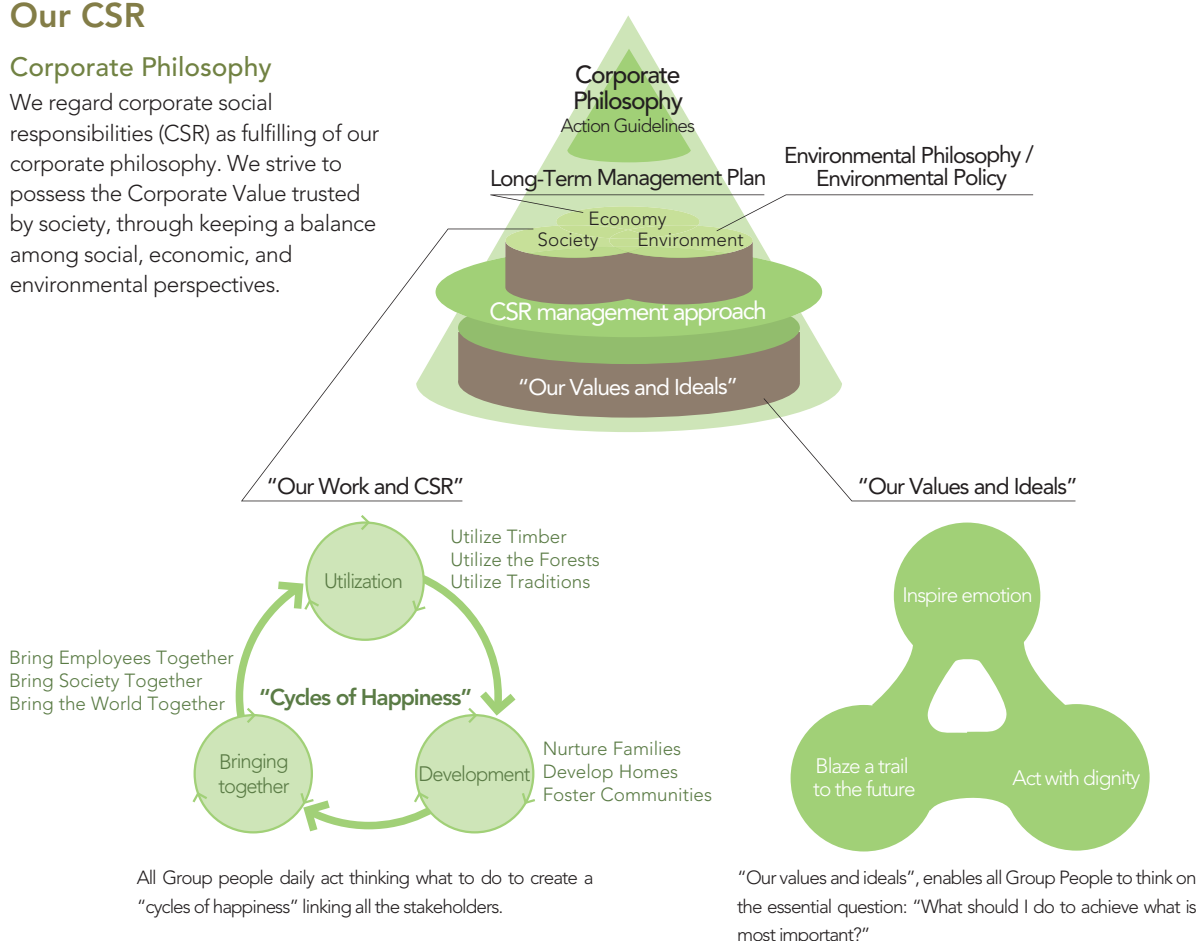 Our CSR
Corporate Philosophy
We regard corporate social
responsibilities (CSR) as fulfilling of our
corporate philosophy. We strive to
possess the Corporate Value trusted
by society, through keeping a balance
among social, economic, and
environmental perspectives.
Corporate
Philosophy
Action Guidelines
Long-Term Management Plan
Environmental Philosophy /
Environmental Policy
Economy
Society
Environment
CSR management approach
“Our Values and Ideals”
“Our Work and CSR”
Utilization
Utilize Timber
Utilize the Forests
Utilize Traditions
Bring Employees Together
Bring Society Together
Bring the World Together
“Cycles of Happiness”
Bringing
together
Development
Nurture Families
Develop Homes
Foster Communities
All Group people daily act thinking what to do to create a
“cycles of happiness” linking all the stakeholders.
“Our Values and Ideals”
Inspire emotion
Blaze a trail
to the future
Act with dignity
“Our values and ideals”, enables all Group People to think on
the essential question: “What should I do to achieve what is
most important?”